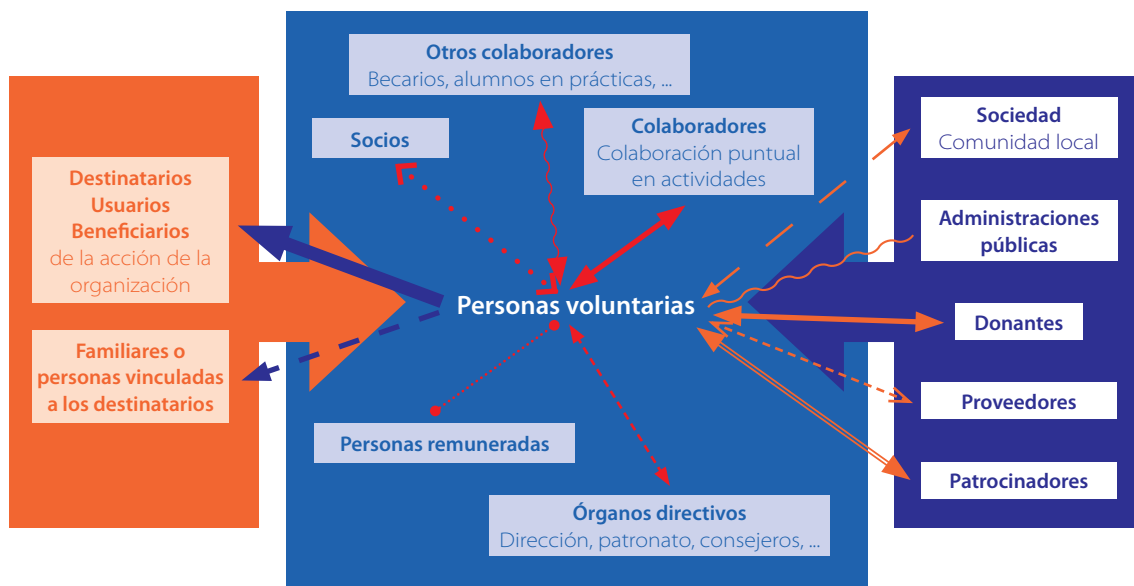 Destinatarios
Usuarios
Beneficiarios
de la acción de la
organización
Familiares o
personas vinculadas
a los destinatarios
Otros colaboradores
Becarios, alumnos en prácticas, ...
Socios
Colaboradores
Colaboración puntual
en actividades
Personas voluntarias
Personas remuneradas
Órganos directivos
Dirección, patronato, consejeros, ...
Sociedad
Comunidad local
Administraciones
públicas
Donantes
Proveedores
Patrocinadores